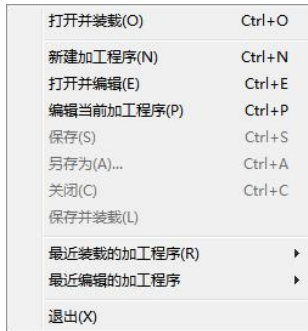 打开并装载(O) Ctrl+O
新建加工程序(N) Ctrl+N
打开并编辑(E) Ctrl+E
编辑当前加工程序(P) Ctrl+P
保存(S) Ctrl+S
另存为(A)... Ctrl+A
关闭(C) Ctrl+C
保存并装载(L)
最近装载的加工程序(R)
最近编辑的加工程序
退出(X)